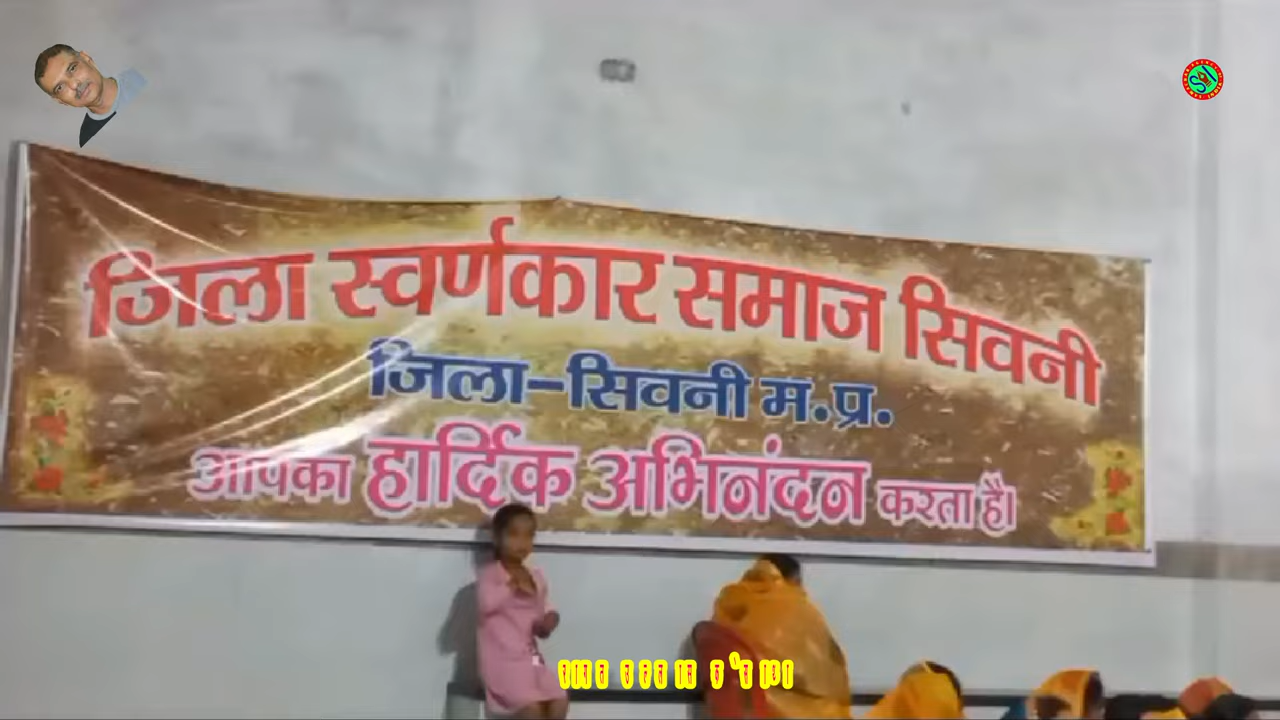 जिला स्वर्णकार समाज सिवनी
जिला-सिवनी म.प्र.
आपका हार्दिक अभिनंदन करता है।